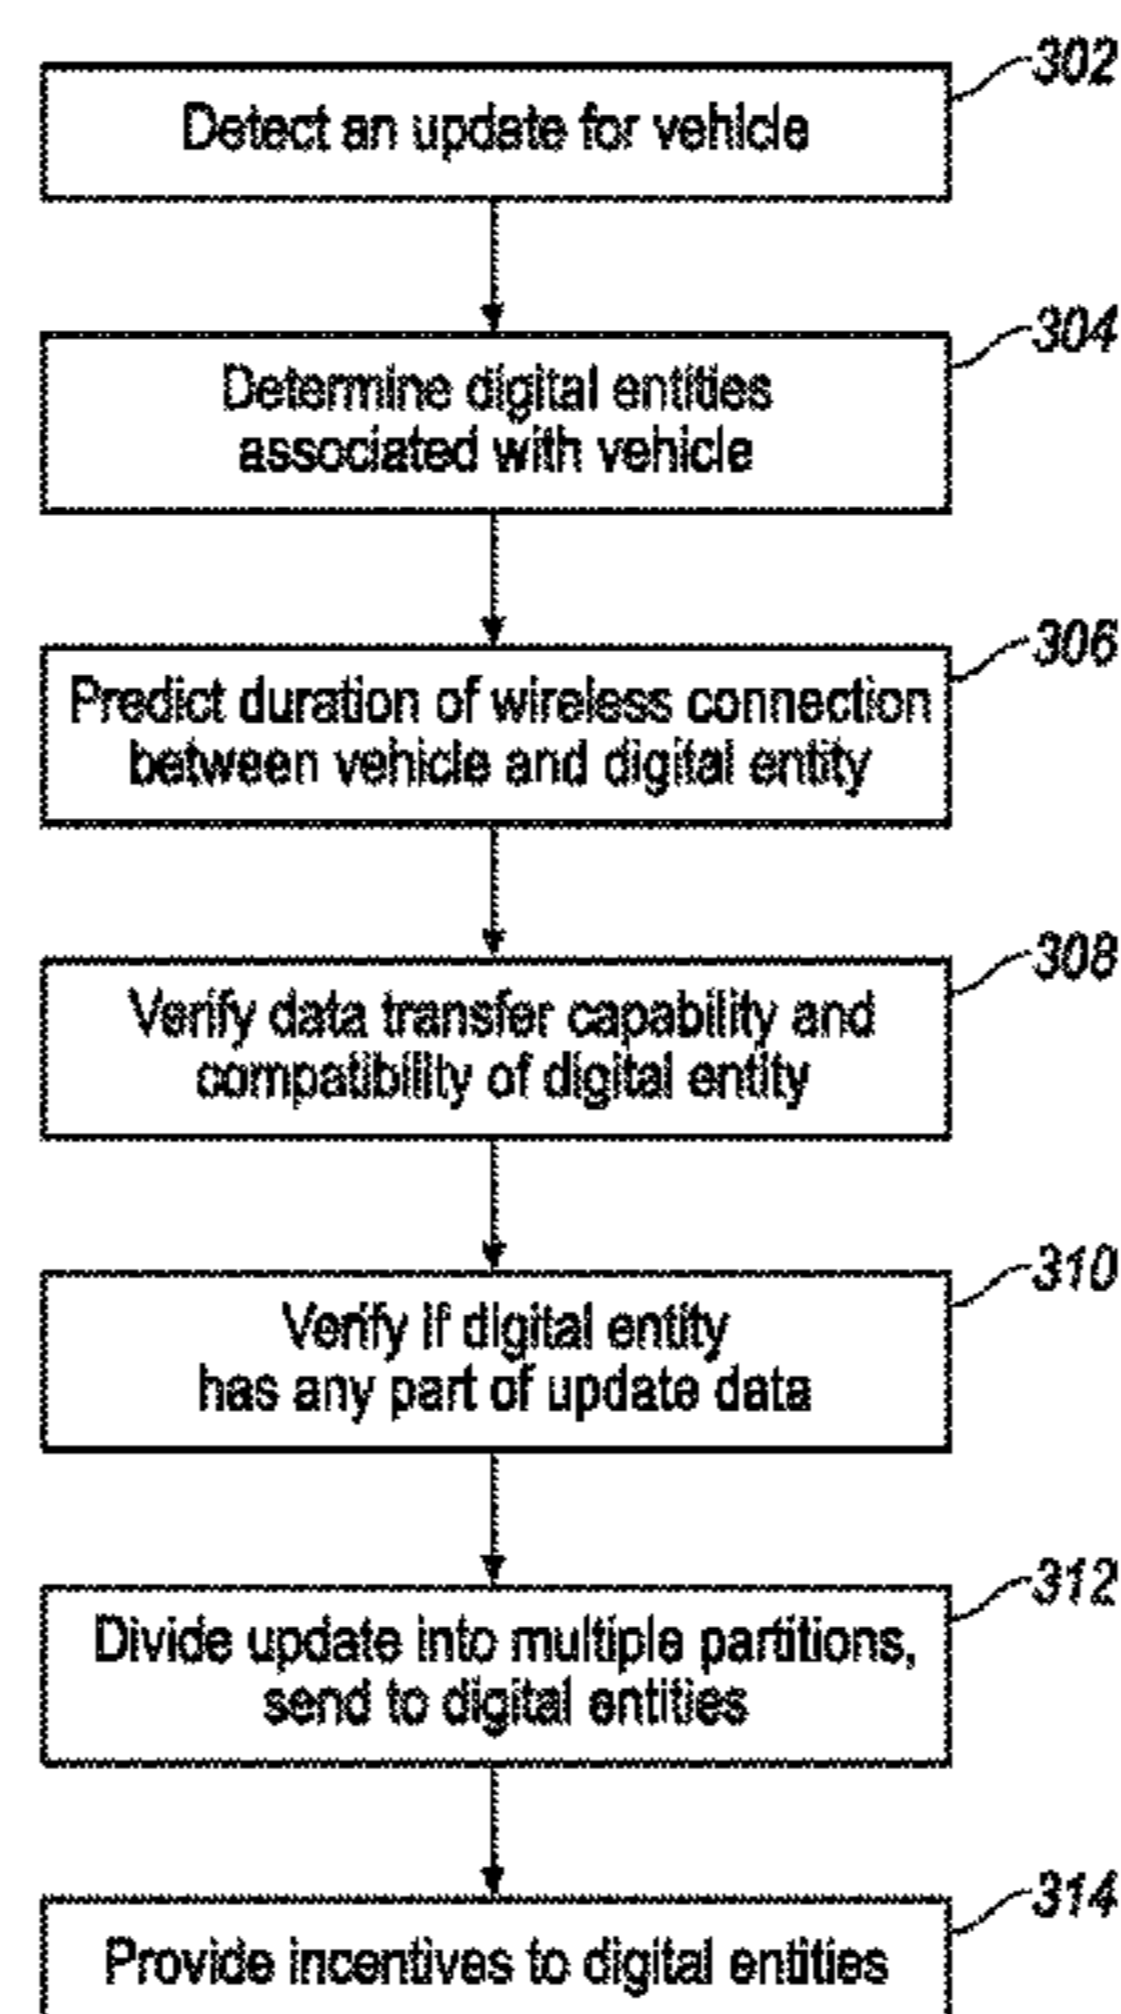 302
Detect an update for vehicle
304
Determine digital entities
associated with vehicle
306
Predict duration of wireless connection
between vehicle and digital entity
308
Verify data transfer capability and
compatibility of digital entity
310
Verify if digital entity
has any part of update data
312
Divide update into multiple partitions,
send to digital entities
314
Provide incentives to digital entities